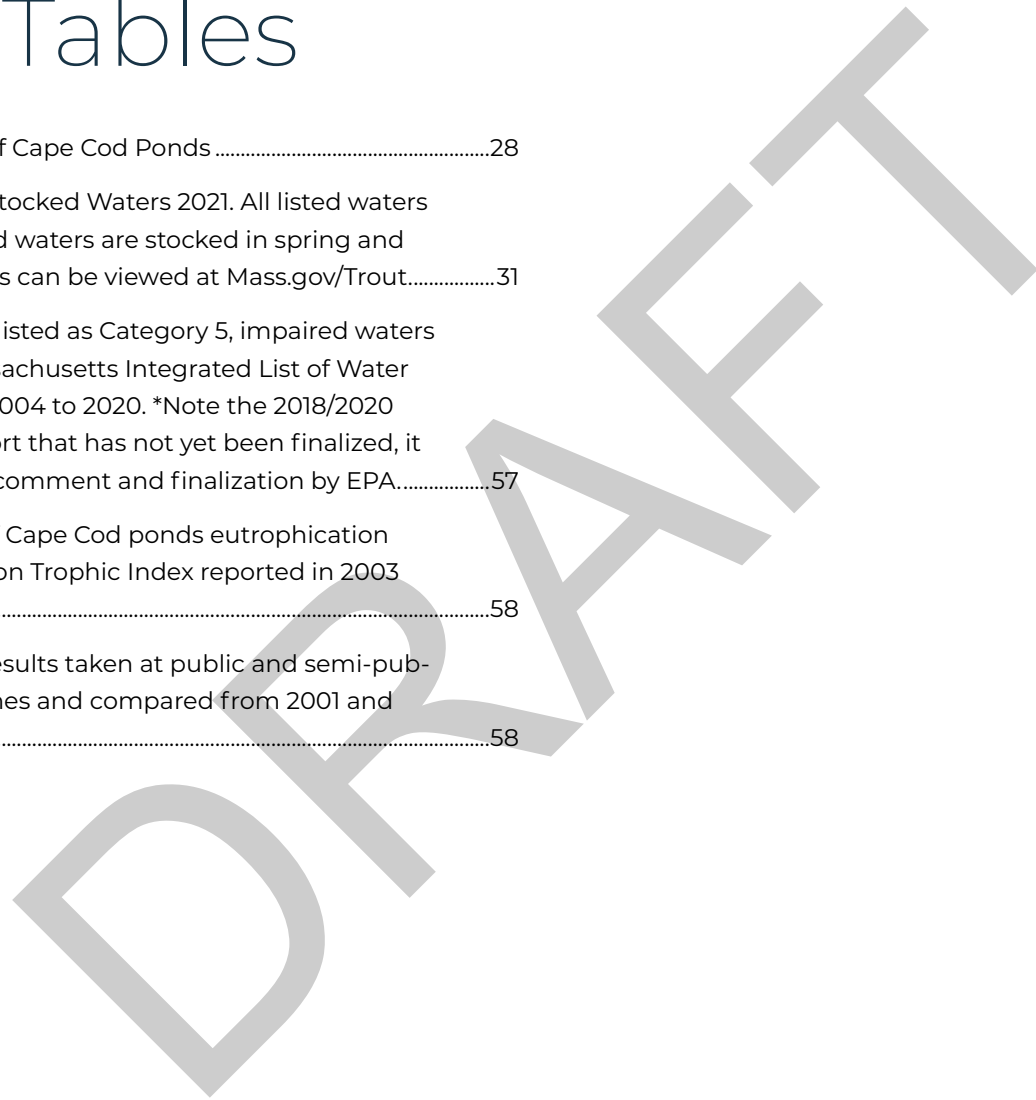 Tables
f Cape Cod Ponds ........................................................28
tocked Waters 2021. All listed waters
d waters are stocked in spring and
s can be viewed at Mass.gov/Trout.................31
isted as Category 5, impaired waters
sachusetts Integrated List of Water
004 to 2020. *Note the 2018/2020
ort that has not yet been finalized, it
comment and finalization by EPA..................57
Cape Cod ponds eutrophication
on Trophic Index reported in 2003
....................................................................................................58
esults taken at public and semi-pub-
nes and compared from 2001 and
....................................................................................................58
DRAFT